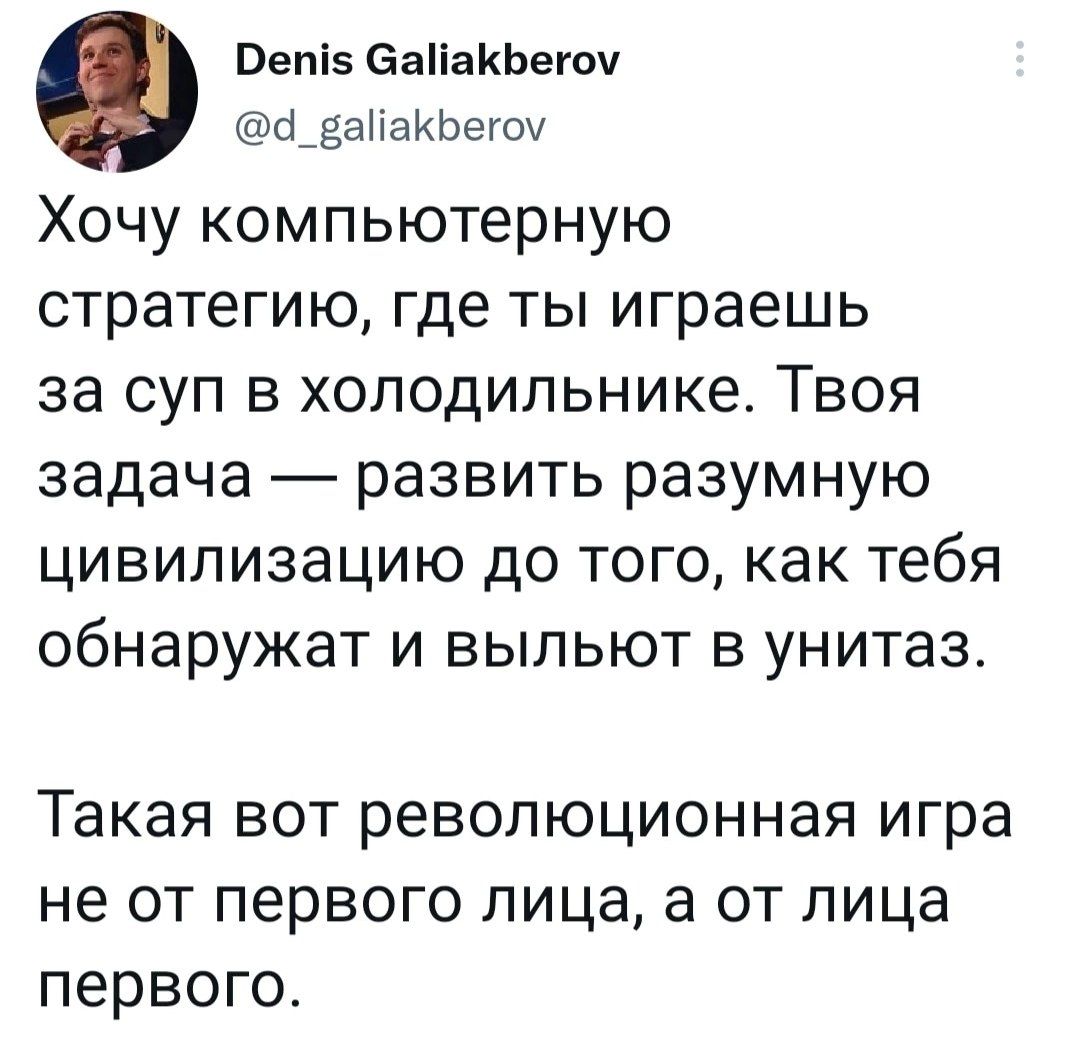 Denis Galiakberov
@d_galiakberov
Хочу компьютерную
стратегию, где ты играешь
за суп в холодильнике. Твоя
задача — развить разумную
цивилизацию до того, как тебя
обнаружат и выльют в унитаз.
Такая вот революционная игра
не от первого лица, а от лица
первого.